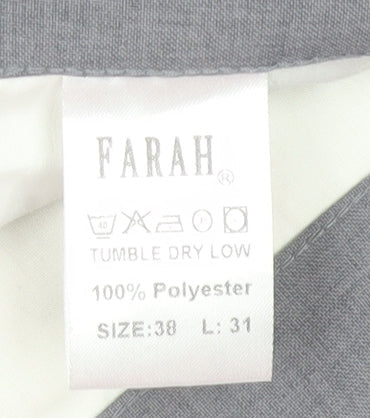 FARAH®
TUMBLE DRY LOW
100% Polyester
SIZE:38 L: 31